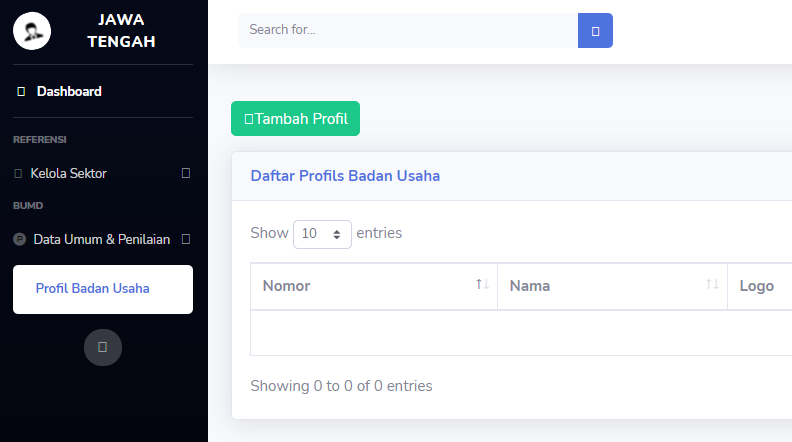 JAWA
TENGAH
Search for...
Dashboard
Tambah Profil
REFERENSI
Kelola Sektor
Daftar Profils Badan Usaha
BUMD
P Data Umum & Penilaian
Show 10 entries
Profil Badan Usaha
Nomor Nama Logo
Showing 0 to 0 of 0 entries